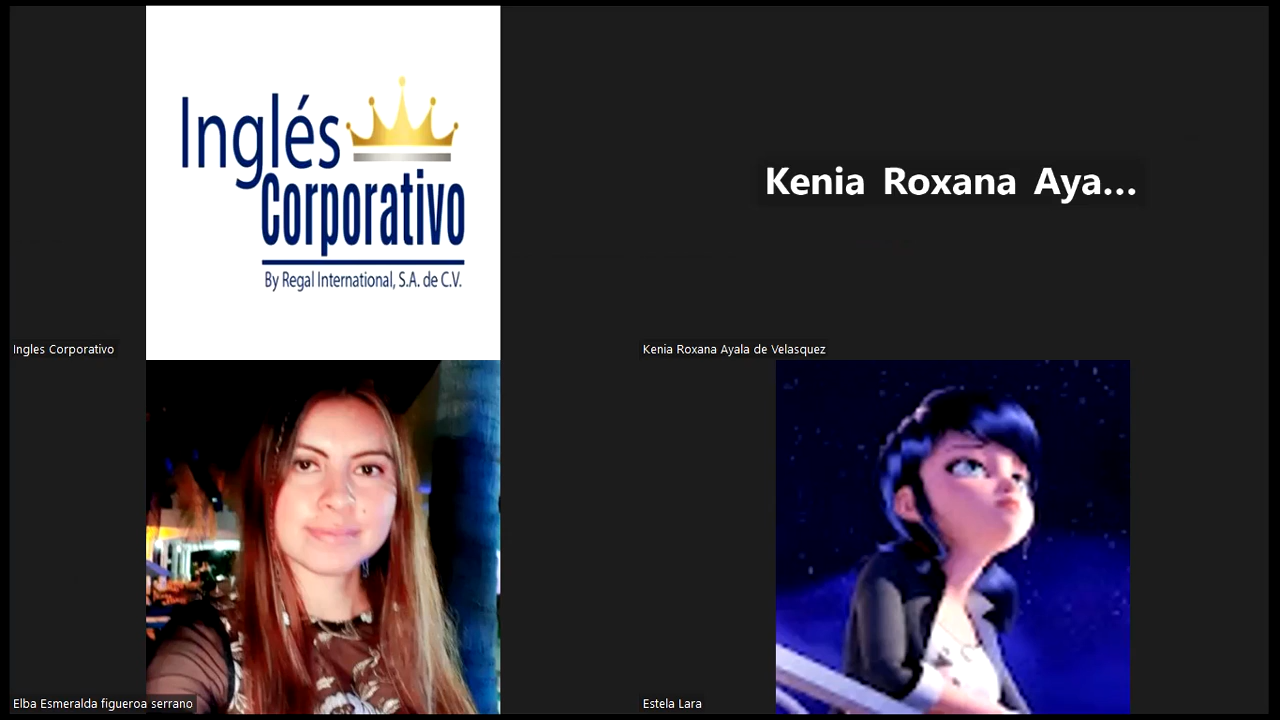 Inglés
Corporativo
By Regal International, S.A. de C.V.
Kenia Roxana Aya...
Ingles Corporativo
Kenia Roxana Ayala de Velasquez
Elba Esmeralda figueroa serrano
Estela Lara